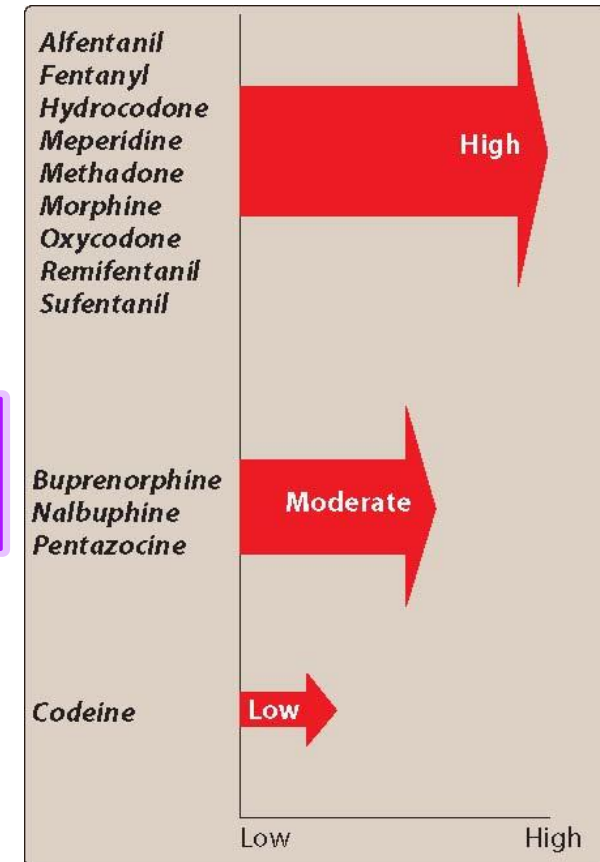 Alfentanil
Fentanyl
Hydrocodone
Meperidine
Methadone
Morphine
Oxycodone
Remifentanil
Sufentanil
High
Buprenorphine
Nalbuphine
Pentazocine
Moderate
Codeine
Low
Low High